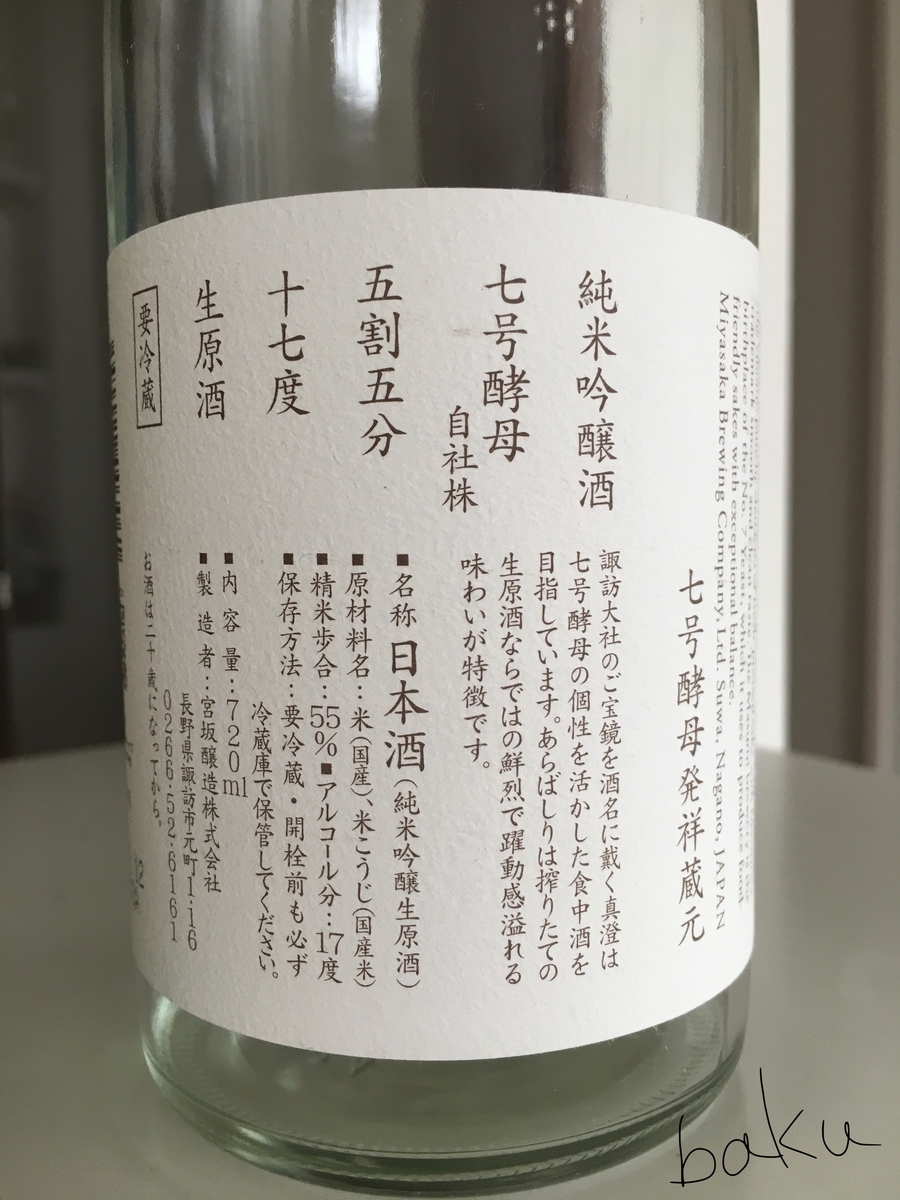 friendly sakes with exceptional balance.
Miyasaka Brewing Company, Ltd. Suwa, Nagano, JAPAN
七号酵母発祥蔵元
純米吟醸酒
七号酵母
自社株
五割五分
十七度
生原酒
要冷蔵
諏訪大社のご宝鏡を酒名に戴く真澄は
七号酵母の個性を活かした食中酒を
目指しています。あらばしりは搾りたての
生原酒ならではの鮮烈で躍動感溢れる
味わいが特徴です。
■名称 日本酒(純米吟醸生原酒)
■原材料名：米(国産)、米こうじ(国産米)
■精米歩合：55%■アルコール分：17度
■保存方法：要冷蔵・開栓前も必ず
冷蔵庫で保管してください。
■内容量：720ml
■製造者：宮坂醸造株式会社
長野県諏訪市元町1-16
0266-52-6161
お酒は二十歳になってから。
baku